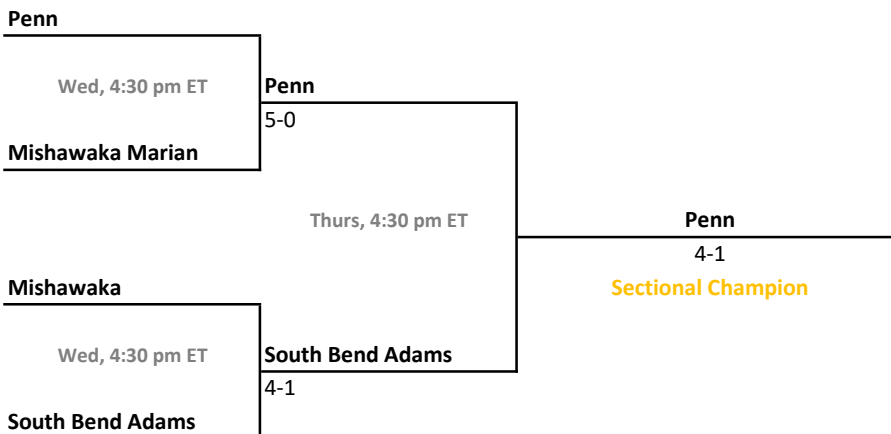 Penn
Wed, 4:30 pm ET
Penn
5-0
Mishawaka Marian
Thurs, 4:30 pm ET
Penn
4-1
Sectional Champion
Mishawaka
Wed, 4:30 pm ET
South Bend Adams
4-1
South Bend Adams